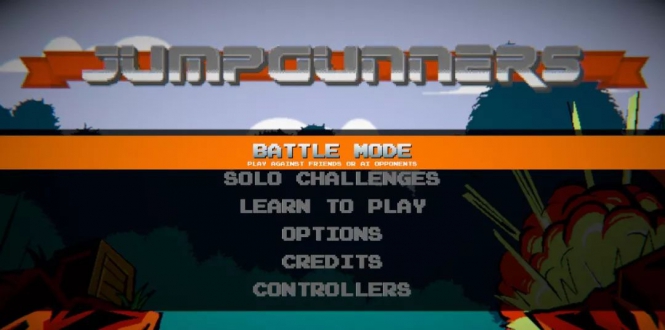 JUMPGUNNERS
BATTLE MODE
PLAY AGAINST FRIENDS OR AI OPPONENTS
SOLO CHALLENGES
LEARN TO PLAY
OPTIONS
CREDITS
CONTROLLERS